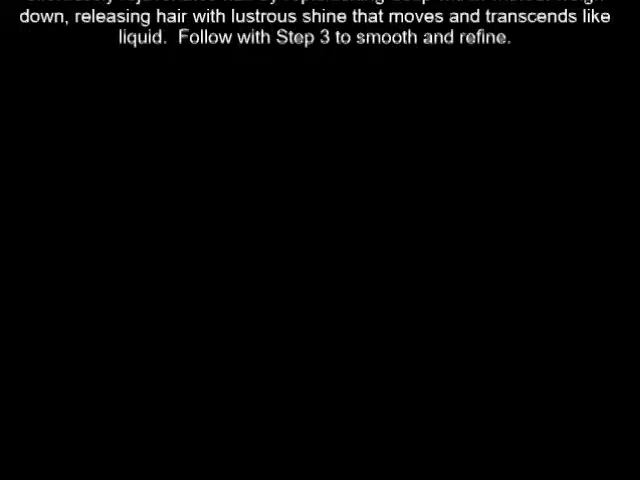 down, releasing hair with lustrous shine that moves and transcends like
liquid.  Follow with Step 3 to smooth and refine.